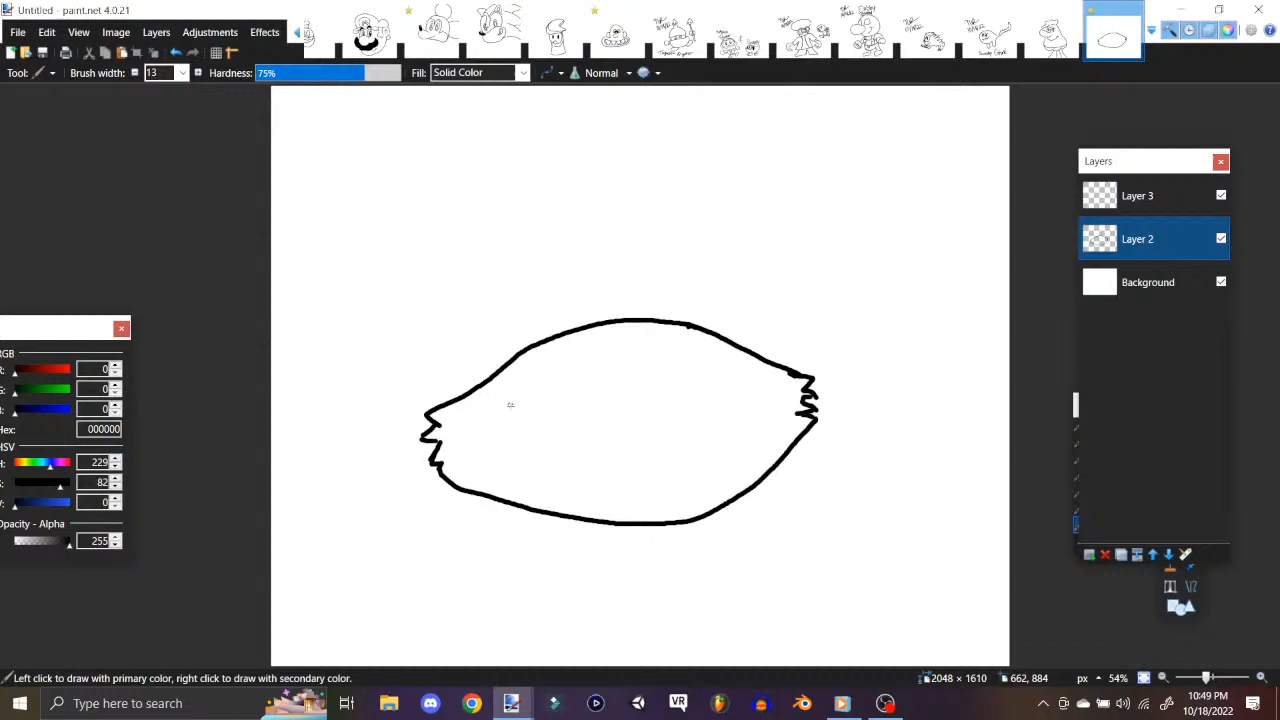 Untitled - paint.net 4.0.21
File Edit View Image Layers Adjustments Effects
Tool: Brush width: 13 Hardness: 75% Fill: Solid Color Normal
Layers
Layer 3
Layer 2
Background
RGB
R: 0
G: 0
B: 0
Hex: 000000
HSV
H: 229
S: 82
V: 0
Opacity - Alpha
255
Left click to draw with primary color, right click to draw with secondary color.
2048 × 1610
662, 884
px
54%
Type here to search
VR
10:49 PM
10/18/2022